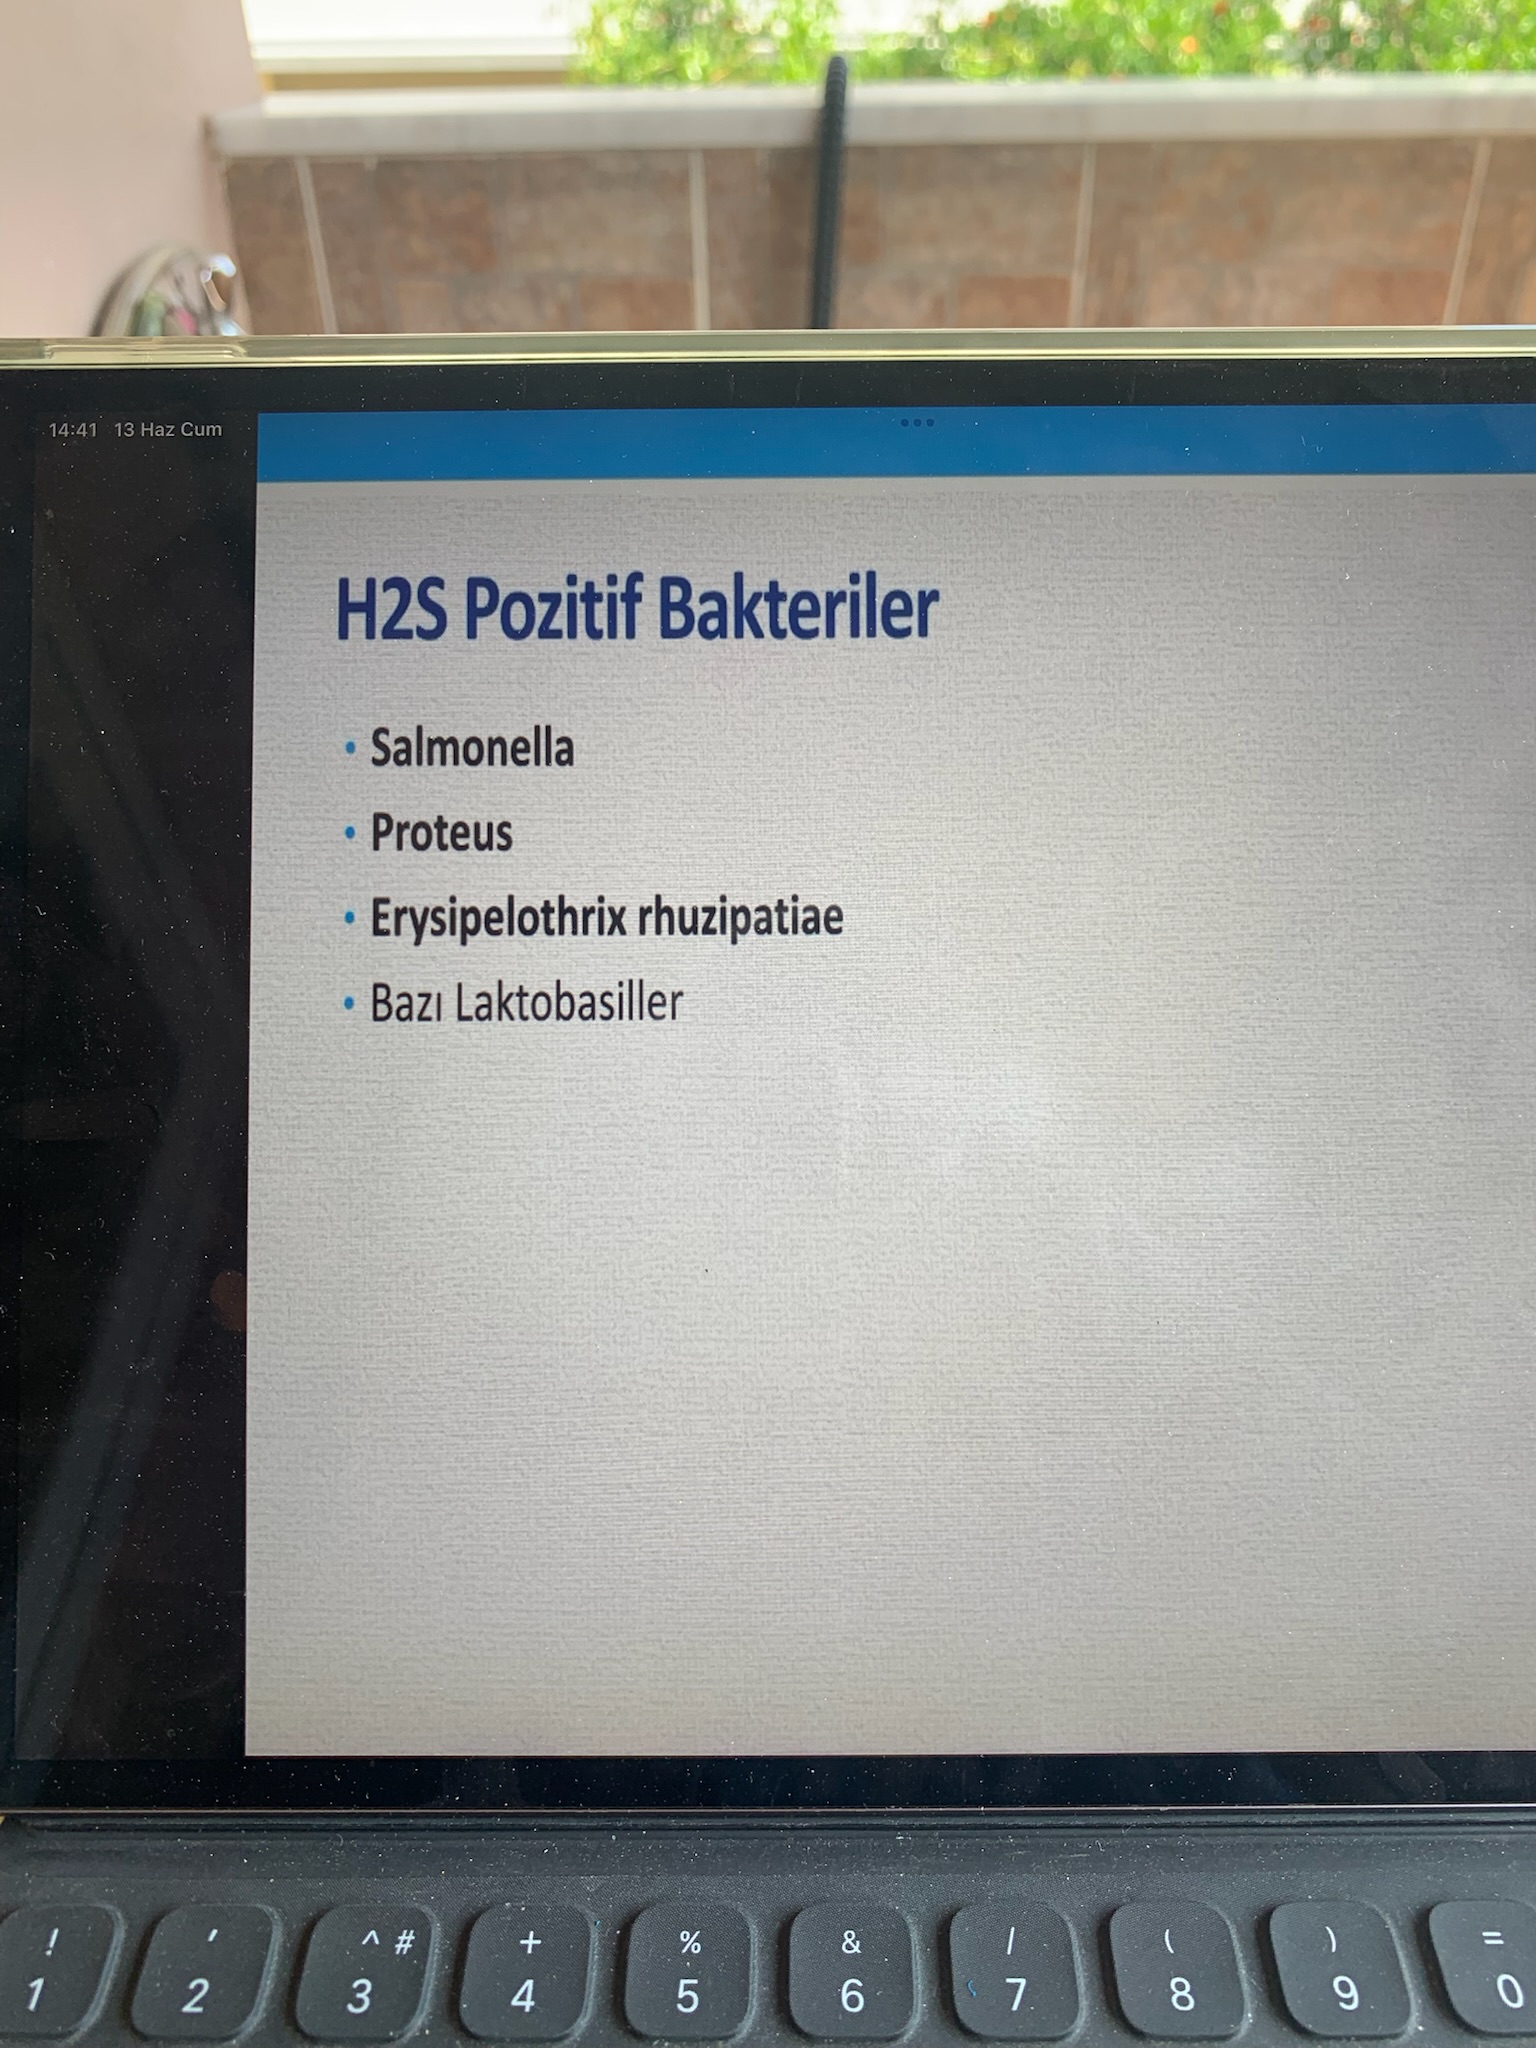 14:41 13 Haz Cum
H2S Pozitif Bakteriler
• Salmonella
• Proteus
• Erysipelothrix rhuzipatiae
• Bazı Laktobasiller
! ' ^ # + % & / ( ) =
1 2 3 4 5 6 7 8 9 0